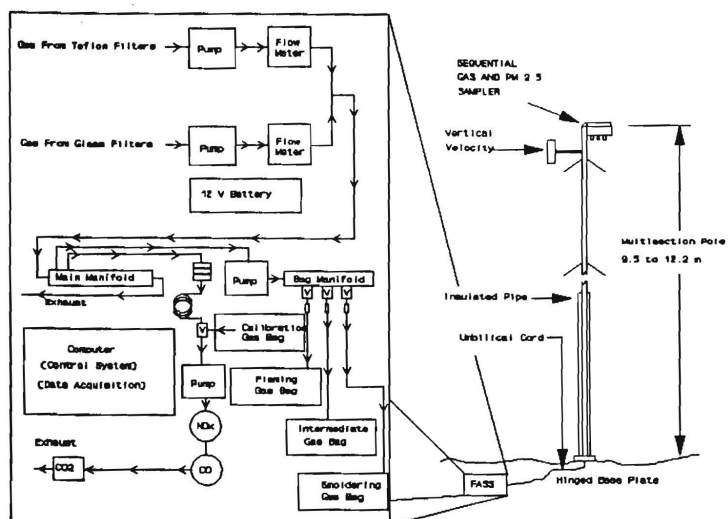 Gas From Teflon Filters
Pump
Flow
Meter
Gas From Glass Filters
Pump
Flow
Meter
12 V Battery
Main Manifold
Exhaust
Pump
Bag Manifold
V
V
V
V
Calibration
Gas Bag
Computer
(Control System)
(Data Acquisition)
Pump
Flaming
Gas Bag
NOx
Intermediate
Gas Bag
Exhaust
CO2
CO
Smoldering
Gas Bag
SEQUENTIAL
GAS AND PM 2.5
SAMPLER
Vertical
Velocity
Multisection Pole
9.5 to 12.2 m
Insulated Pipe
Umbilical Cord
FASS
Hinged Base Plate